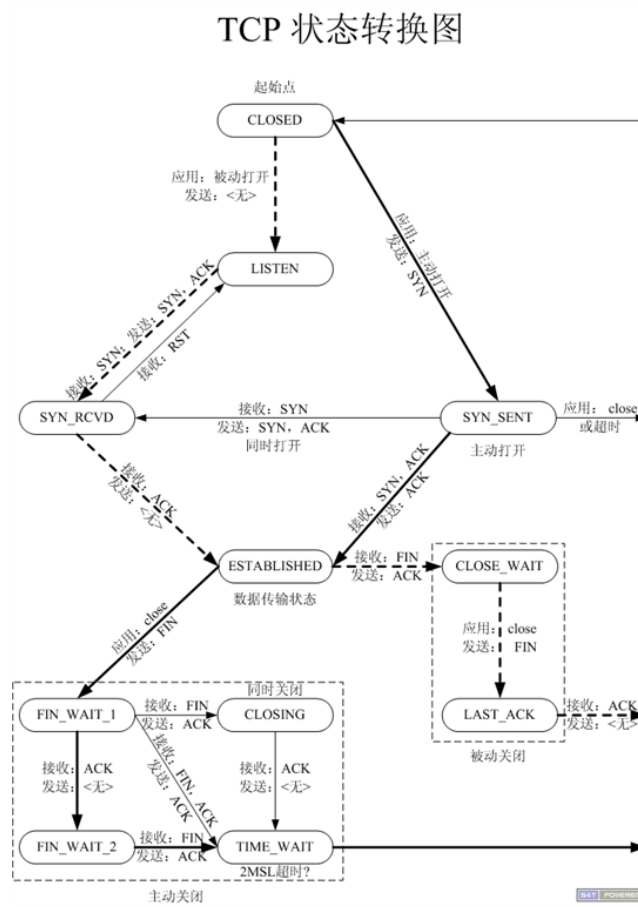 TCP 状态转换图
起始点
CLOSED
应用：被动打开
发送：<无>
应用：主动打开
发送：SYN
LISTEN
接收：SYN；发送：SYN，ACK
接收：RST
SYN_RCVD
接收：SYN
发送：SYN，ACK
同时打开
SYN_SENT
主动打开
应用： close
或超时
接收：ACK
发送：<无>
接收：SYN，ACK
发送：ACK
ESTABLISHED
数据传输状态
接收：FIN
发送：ACK
CLOSE_WAIT
应用：close
发送： FIN
应用：close
发送：FIN
LAST_ACK
被动关闭
接收：ACK
发送：<无>
同时关闭
FIN_WAIT_1
接收：FIN
发送：ACK
CLOSING
接收：ACK
发送：<无>
接收：FIN，ACK
发送：ACK
接收：ACK
发送：<无>
FIN_WAIT_2
接收：FIN
发送：ACK
TIME_WAIT
2MSL超时？
主动关闭